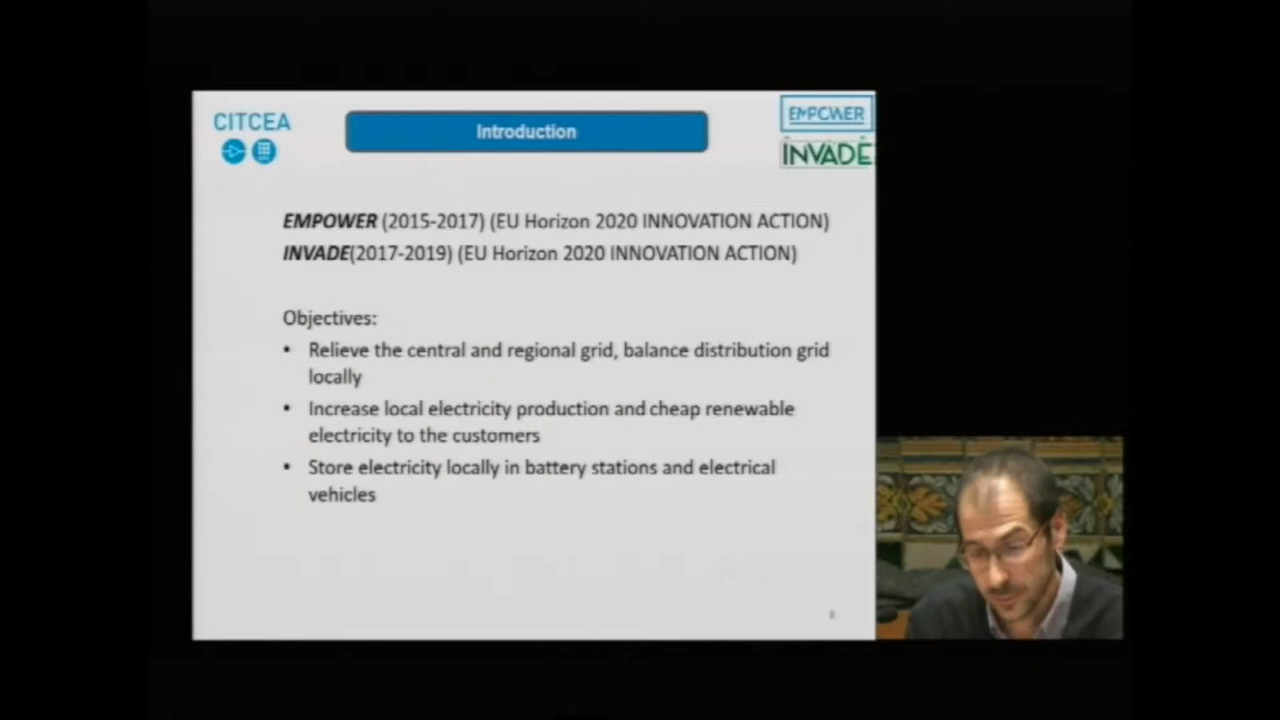 CITCEA
Introduction
EMPOWER
INVADE
EMPOWER (2015-2017) (EU Horizon 2020 INNOVATION ACTION)
INVADE(2017-2019) (EU Horizon 2020 INNOVATION ACTION)
Objectives:
• Relieve the central and regional grid, balance distribution grid
locally
• Increase local electricity production and cheap renewable
electricity to the customers
• Store electricity locally in battery stations and electrical
vehicles